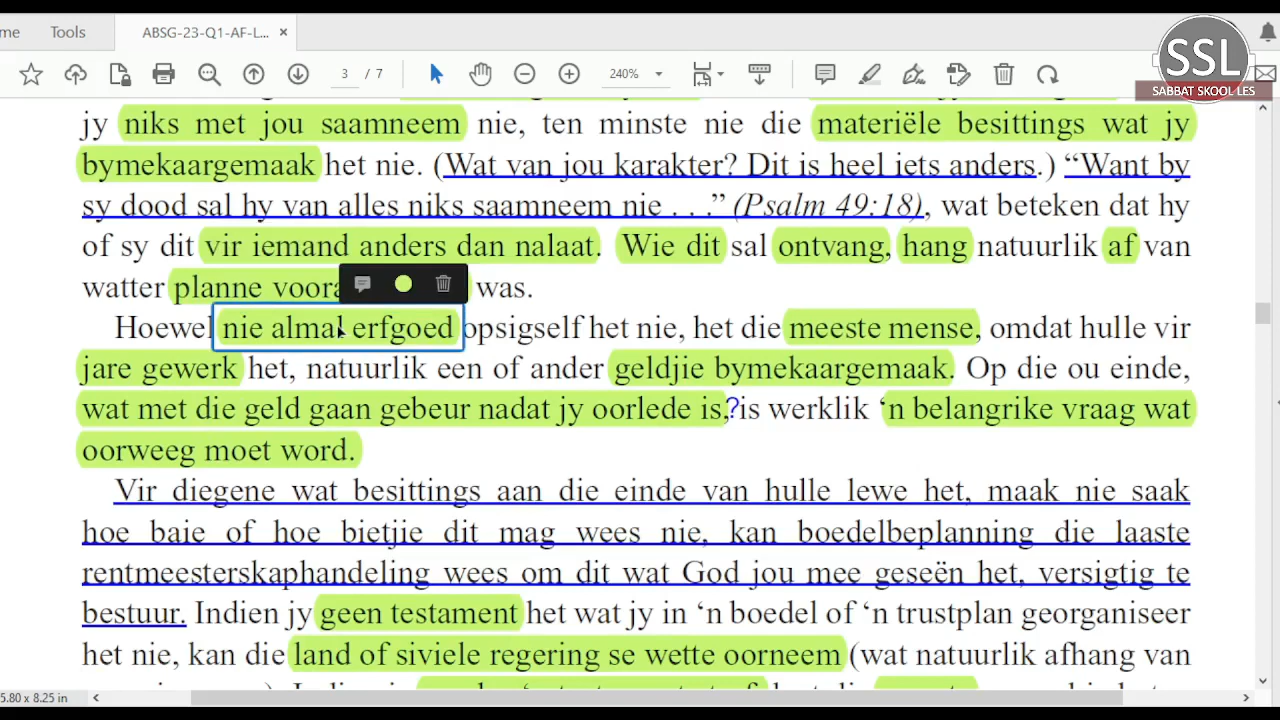 me Tools ABSG-23-Q1-AF-L... ×
3 / 7 240%
SSL
SABBAT SKOOL LES
jy niks met jou saamneem nie, ten minste nie die materiële besittings wat jy
bymekaargemaak het nie. (Wat van jou karakter? Dit is heel iets anders.) “Want by
sy dood sal hy van alles niks saamneem nie . . .” (Psalm 49:18), wat beteken dat hy
of sy dit vir iemand anders dan nalaat. Wie dit sal ontvang, hang natuurlik af van
watter planne was.
Hoewel nie almal erfgoed opsigself het nie, het die meeste mense, omdat hulle vir
jare gewerk het, natuurlik een of ander geldjie bymekaargemaak. Op die ou einde,
wat met die geld gaan gebeur nadat jy oorlede is,? is werklik ‘n belangrike vraag wat
oorweeg moet word.
Vir diegene wat besittings aan die einde van hulle lewe het, maak nie saak
hoe baie of hoe bietjie dit mag wees nie, kan boedelbeplanning die laaste
rentmeesterskaphandeling wees om dit wat God jou mee geseën het, versigtig te
bestuur. Indien jy geen testament het wat jy in ‘n boedel of ‘n trustplan georganiseer
het nie, kan die land of siviele regering se wette oorneem (wat natuurlik afhang van
5.80 x 8.25 in